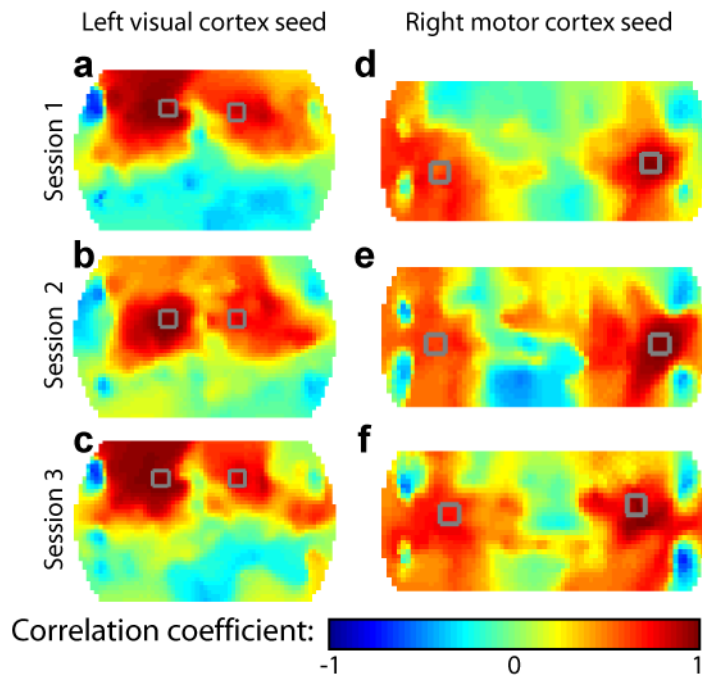 Left visual cortex seed
Right motor cortex seed
a
d
Session 1
b
e
Session 2
c
f
Session 3
Correlation coefficient:
-1
0
1